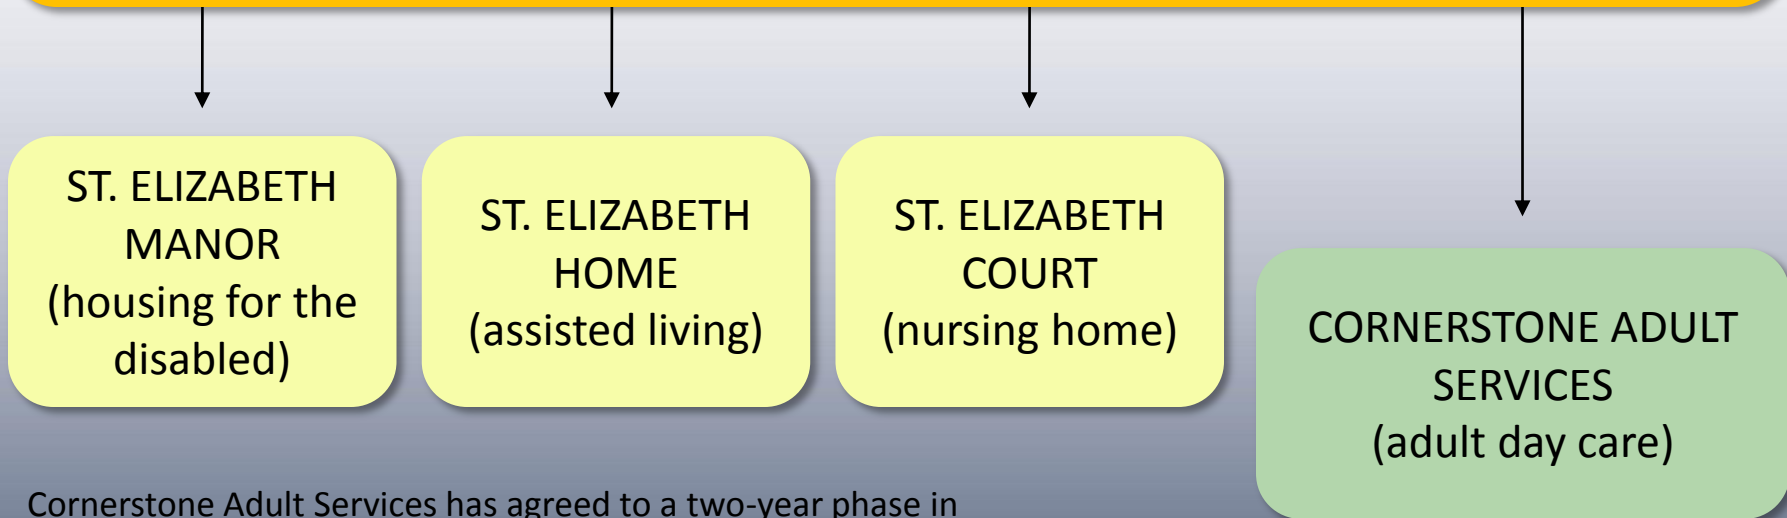 ST. ELIZABETH
MANOR
(housing for the
disabled)
ST. ELIZABETH
HOME
(assisted living)
ST. ELIZABETH
COURT
(nursing home)
CORNERSTONE ADULT
SERVICES
(adult day care)
Cornerstone Adult Services has agreed to a two-year phase in